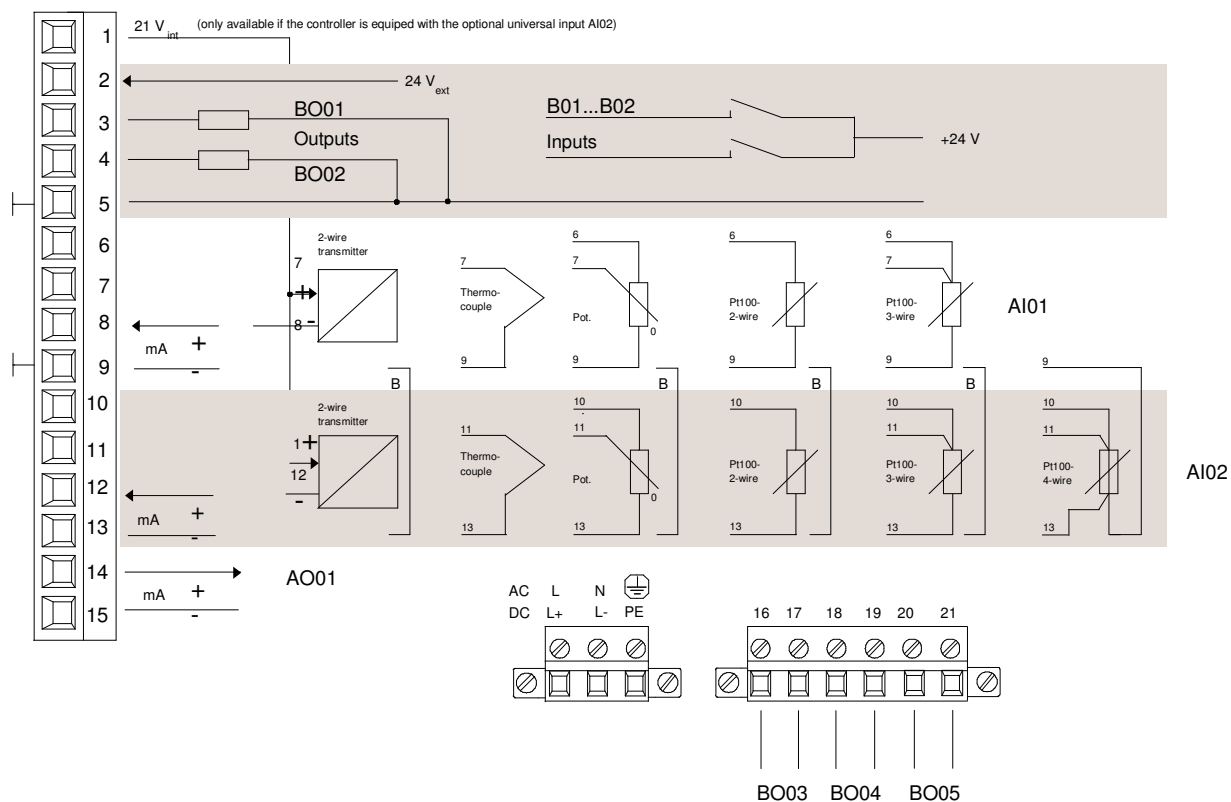 1 21 V int (only available if the controller is equiped with the optional universal input AI02)
2 24 V ext
3 BO01 B01...B02
Outputs Inputs +24 V
4 BO02
5
6 2-wire transmitter 6 6 6
7 7 + 7 Thermo-couple 7 Pot. 0 Pt100-2-wire 7 Pt100-3-wire AI01
8 mA + 8 -
9 - 9 9 9 9 9
B B B B
10 2-wire transmitter 10 10 10 10
11 1 + 11 Thermo-couple 11 Pot. 0 Pt100-2-wire 11 Pt100-3-wire 11 Pt100-4-wire AI02
12 mA + 12 -
13 - 13 13 13 13 13
14 mA + AO01
15 -
AC L N
DC L+ L- PE
16 17 18 19 20 21
BO03 BO04 BO05